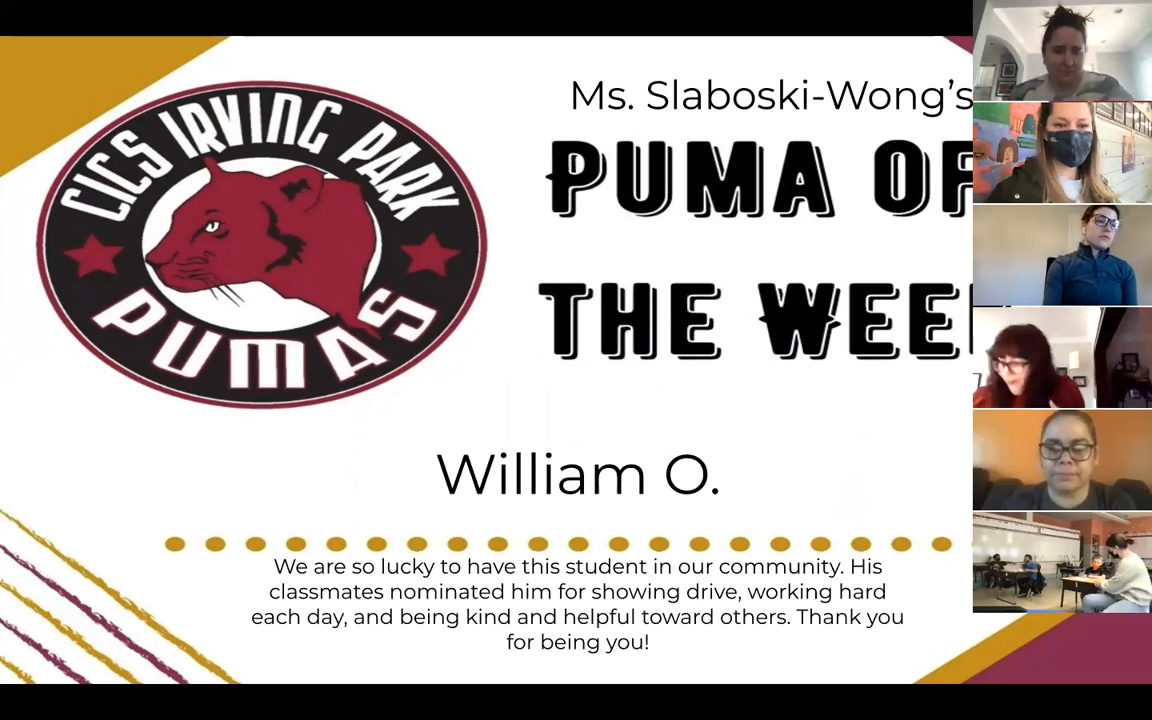 CICS IRVING PARK
PUMAS
Ms. Slaboski-Wong's
PUMA OF
THE WEE
William O.
We are so lucky to have this student in our community. His
classmates nominated him for showing drive, working hard
each day, and being kind and helpful toward others. Thank you
for being you!